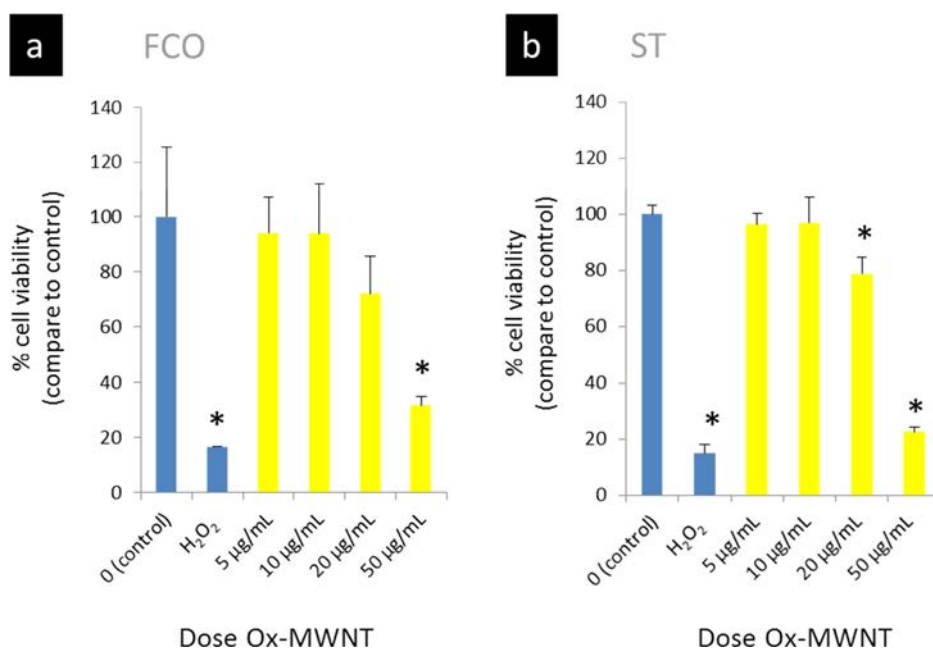 a
FCO
% cell viability
(compare to control)
140
120
100
80
60
40
20
0
*
*
0 (control)
H₂O₂
5 µg/mL
10 µg/mL
20 µg/mL
50 µg/mL
Dose Ox-MWNT
b
ST
% cell viability
(compare to control)
140
120
100
80
60
40
20
0
*
*
*
0 (control)
H₂O₂
5 µg/mL
10 µg/mL
20 µg/mL
50 µg/mL
Dose Ox-MWNT